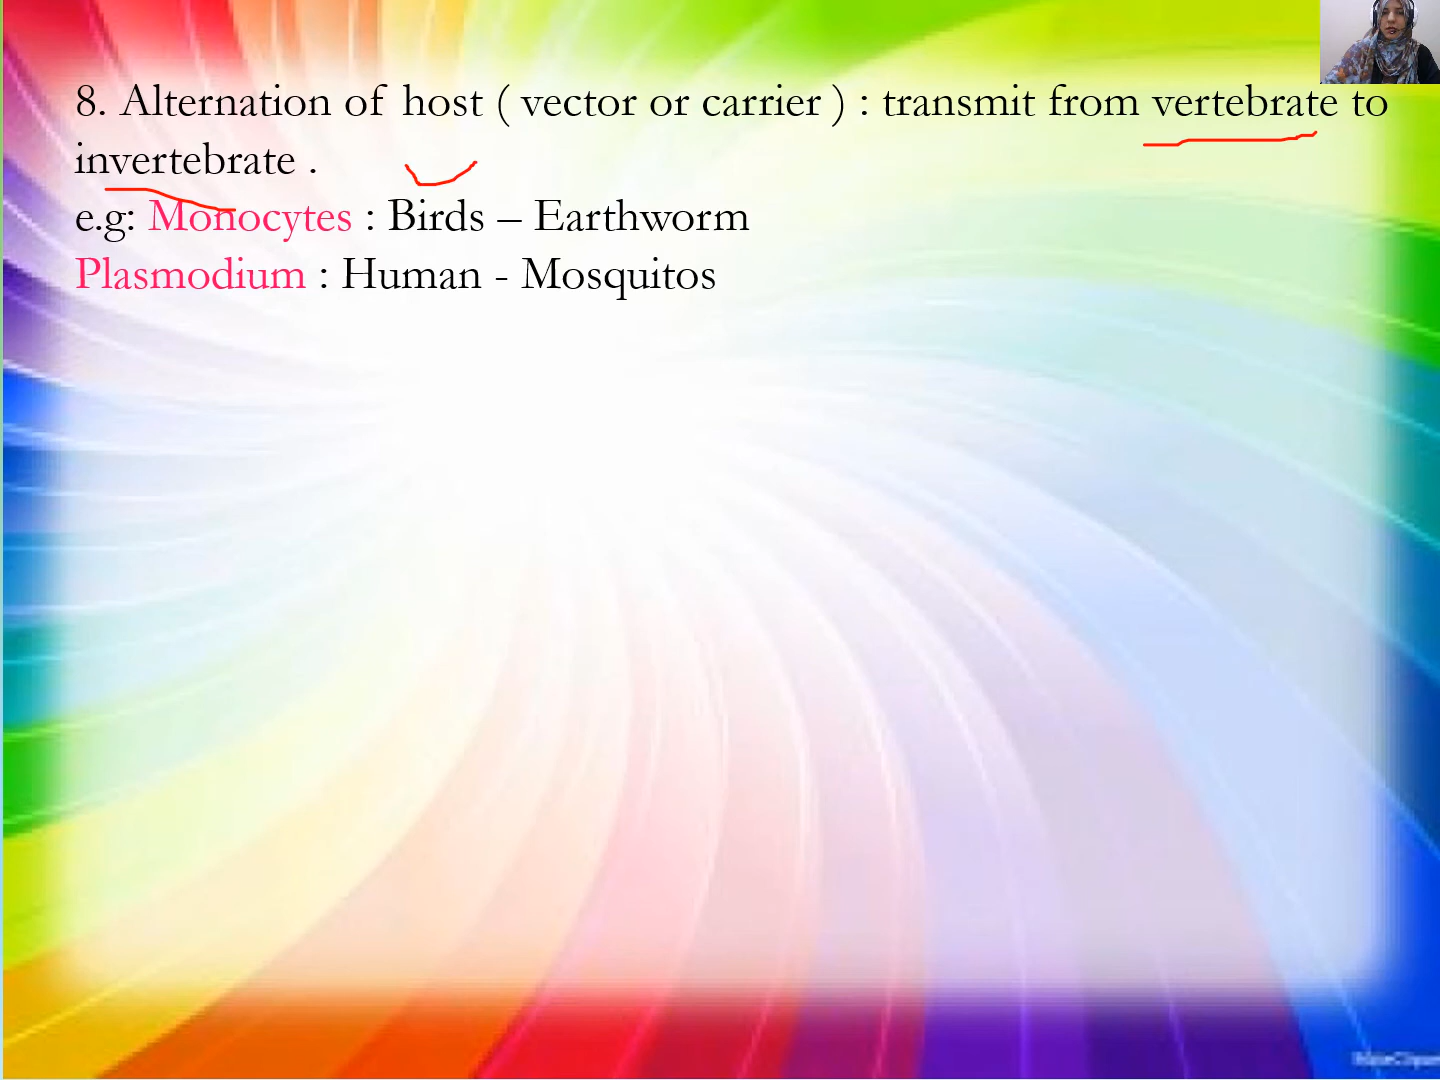 8. Alternation of host ( vector or carrier ) : transmit from vertebrate to
invertebrate .
e.g: Monocytes : Birds – Earthworm
Plasmodium : Human - Mosquitos